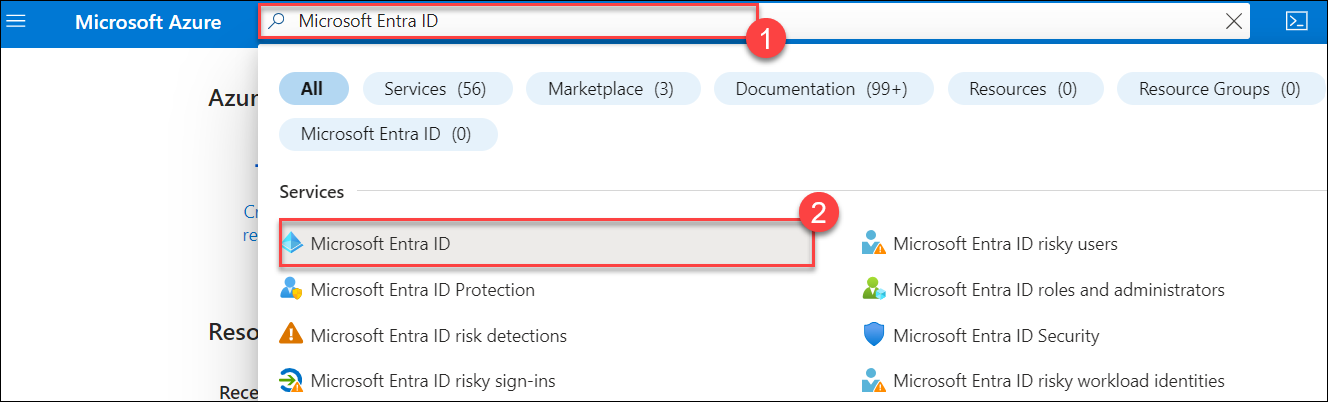 Microsoft Azure Microsoft Entra ID
1
All Services (56) Marketplace (3) Documentation (99+) Resources (0) Resource Groups (0)
Azur
Microsoft Entra ID (0)
Services
2
Cr
Microsoft Entra ID Microsoft Entra ID risky users
re
Microsoft Entra ID Protection Microsoft Entra ID roles and administrators
Reso
Microsoft Entra ID risk detections Microsoft Entra ID Security
Microsoft Entra ID risky sign-ins Microsoft Entra ID risky workload identities
Rece